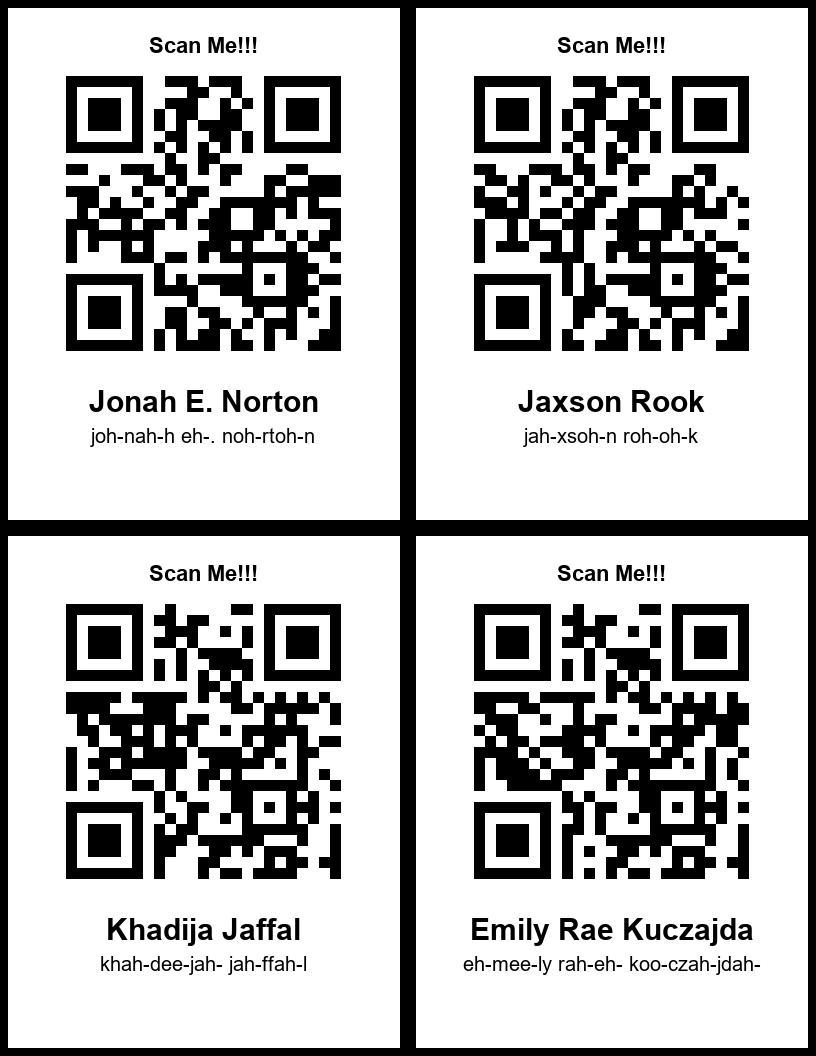 Scan Me!!!
Jonah E. Norton
joh-nah-h eh-. noh-rtoh-n
Scan Me!!!
Jaxson Rook
jah-xsoh-n roh-oh-k
Scan Me!!!
Khadija Jaffal
khah-dee-jah- jah-ffah-l
Scan Me!!!
Emily Rae Kuczajda
eh-mee-ly rah-eh- koo-czah-jdah-